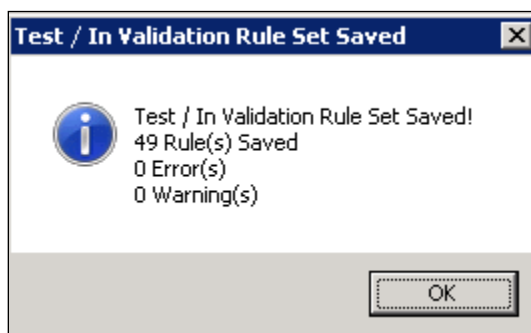 Test / In Validation Rule Set Saved
Test / In Validation Rule Set Saved!
49 Rule(s) Saved
0 Error(s)
0 Warning(s)
OK